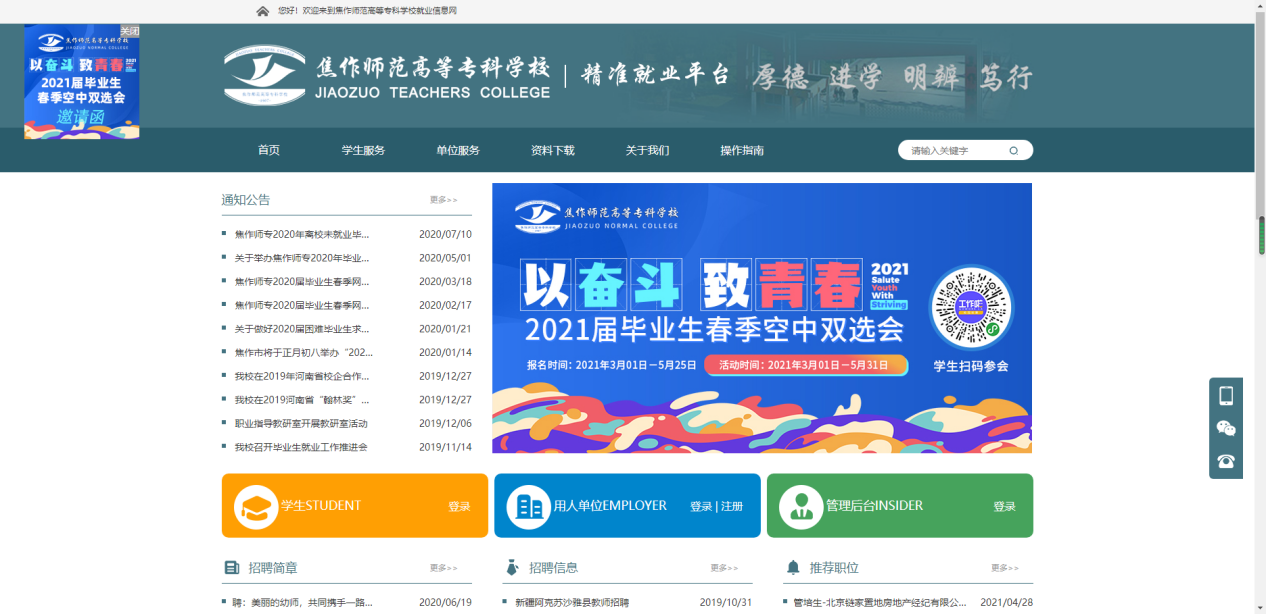 您好！欢迎来到焦作师范高等专科学校就业信息网
关闭
焦作师范高等专科学校
JIAOZUO NORMAL COLLEGE
以奋斗 致青春
2021届毕业生
春季空中双选会
邀请函
焦作师范高等专科学校
JIAOZUO TEACHERS COLLEGE
精准就业平台
厚德 进学 明辨 笃行
首页 学生服务 单位服务 资料下载 关于我们 操作指南
请输入关键字
通知公告 更多>>
焦作师专2020年离校未就业毕... 2020/07/10
关于举办焦作师专2020年毕业... 2020/05/01
焦作师专2020届毕业生春季网... 2020/03/18
焦作师专2020届毕业生春季网... 2020/02/17
关于做好2020届困难毕业生求... 2020/01/21
焦作市将于正月初八举办“202... 2020/01/14
我校在2019年河南省校企合作... 2019/12/27
我校在2019河南省“翰林奖”... 2019/12/27
职业指导教研室开展教研室活动 2019/12/06
我校召开毕业生就业工作推进会 2019/11/14
焦作师范高等专科学校
JIAOZUO NORMAL COLLEGE
以奋斗 致青春
2021
Salute
Youth
With
Striving
2021届毕业生春季空中双选会
报名时间：2021年3月01日－5月25日
活动时间：2021年3月01日－5月31日
工作啦
学生扫码参会
学生STUDENT 登录
用人单位EMPLOYER 登录 | 注册
管理后台INSIDER 登录
招聘简章 更多>>
聘：美丽的幼师，共同携手一路... 2020/06/19
招聘信息 更多>>
新疆阿克苏沙雅县教师招聘 2019/10/31
推荐职位 更多>>
管培生-北京链家置地房地产经纪有限公... 2021/04/28